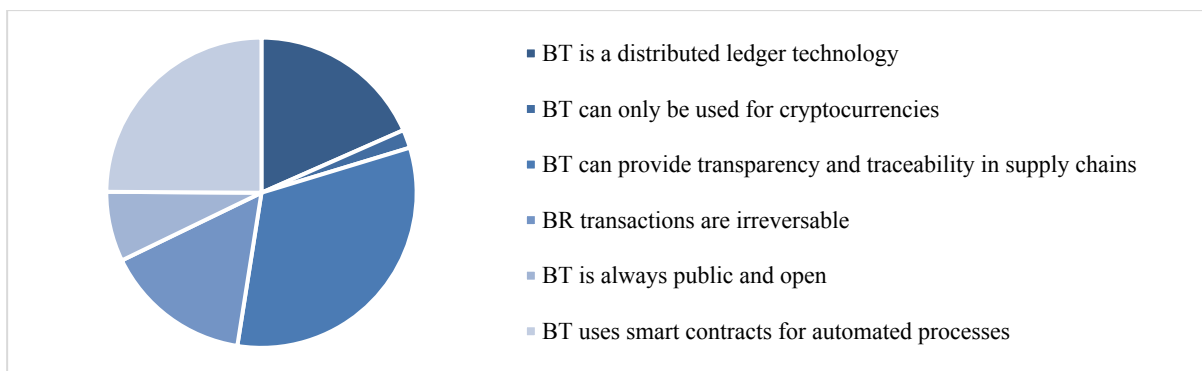 BT is a distributed ledger technology
BT can only be used for cryptocurrencies
BT can provide transparency and traceability in supply chains
BR transactions are irreversable
BT is always public and open
BT uses smart contracts for automated processes